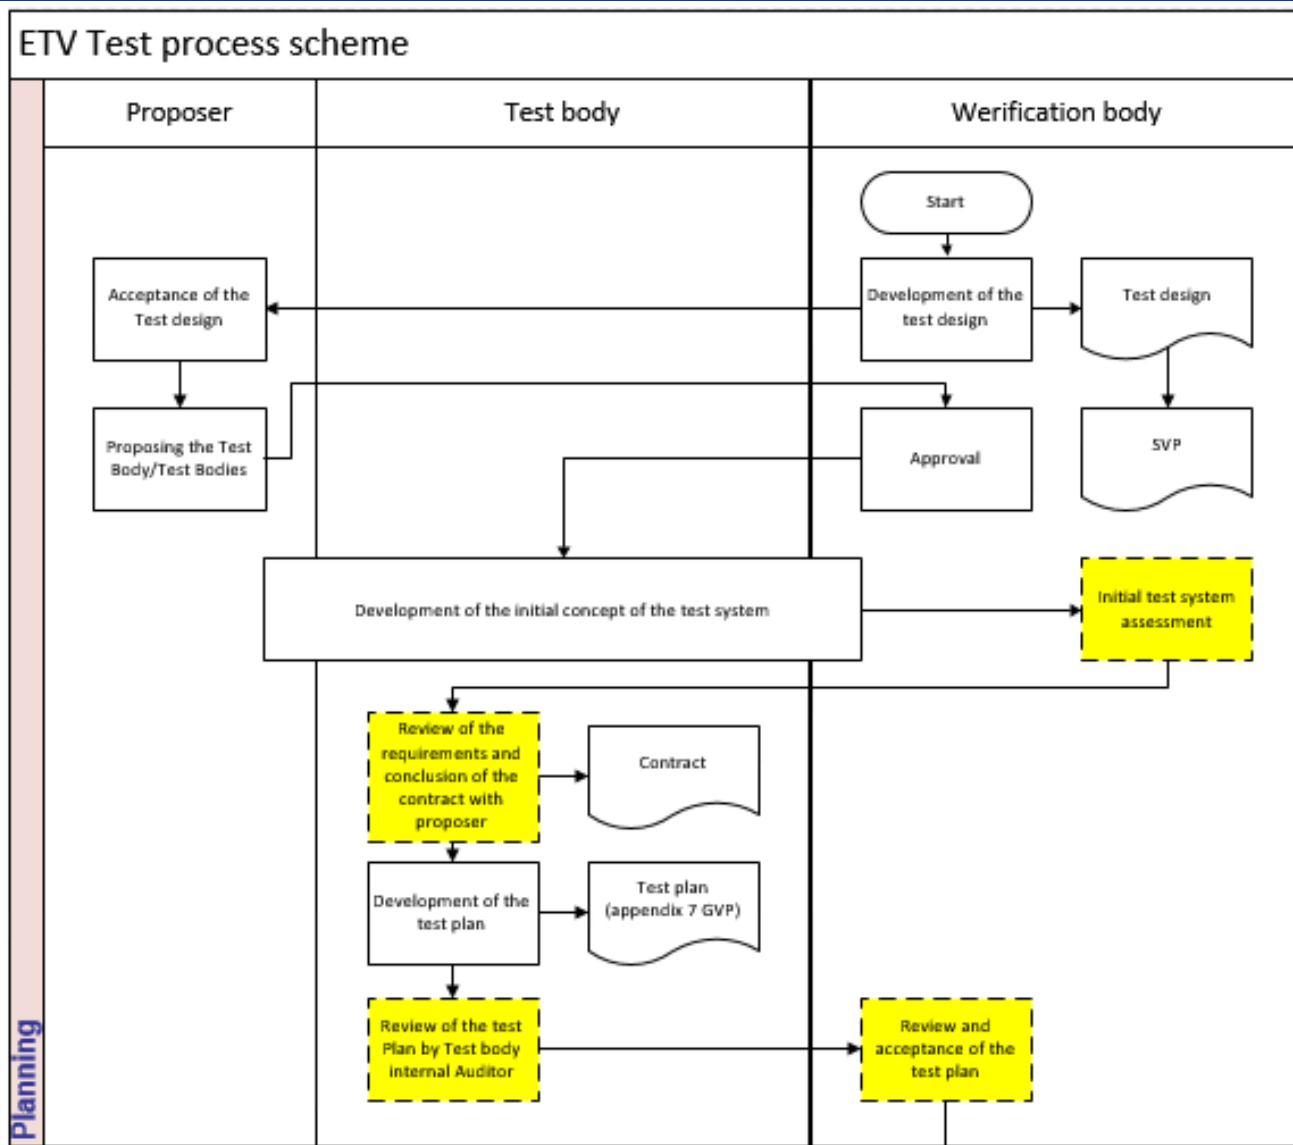 ETV Test process scheme
Proposer
Test body
Werification body
Start
Acceptance of the
Test design
Development of the
test design
Test design
Proposing the Test
Body/Test Bodies
Approval
SVP
Development of the initial concept of the test system
Initial test system
assessment
Review of the
requirements and
conclusion of the
contract with
proposer
Contract
Development of the
test plan
Test plan
(appendix 7 GVP)
Review of the test
Plan by Test body
internal Auditor
Review and
acceptance of the
test plan
Planning